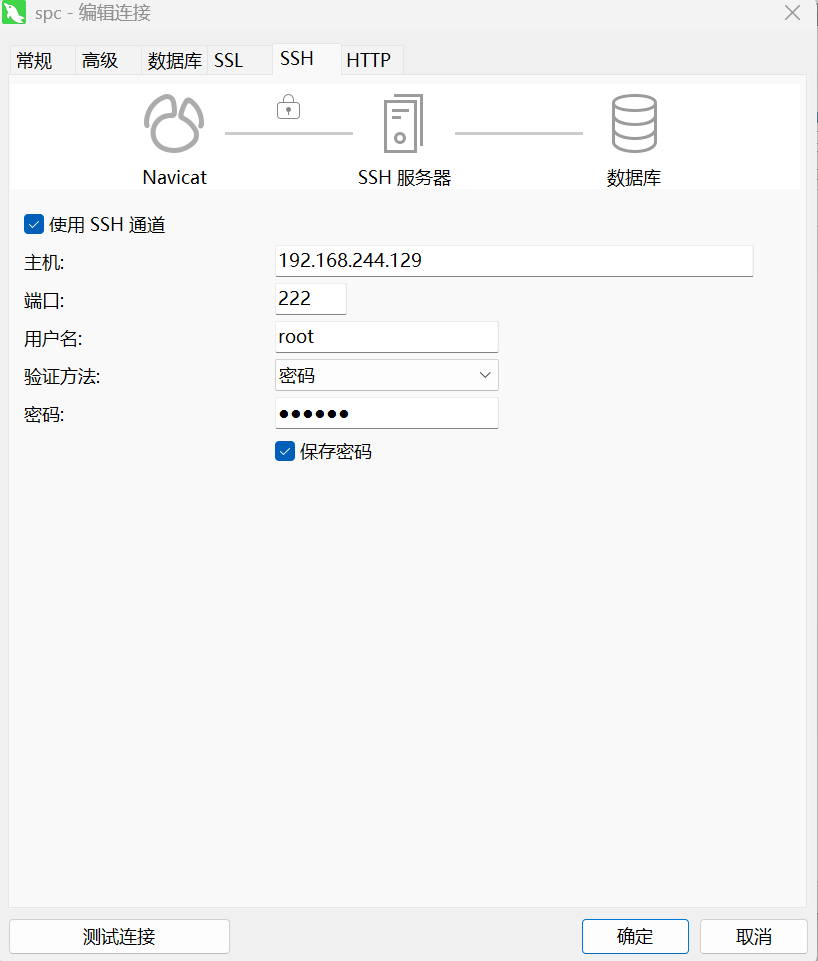 spc - 编辑连接
常规 高级 数据库 SSL SSH HTTP
Navicat SSH 服务器 数据库
使用 SSH 通道
主机: 192.168.244.129
端口: 222
用户名: root
验证方法: 密码
密码: ●●●●●●
保存密码
测试连接 确定 取消